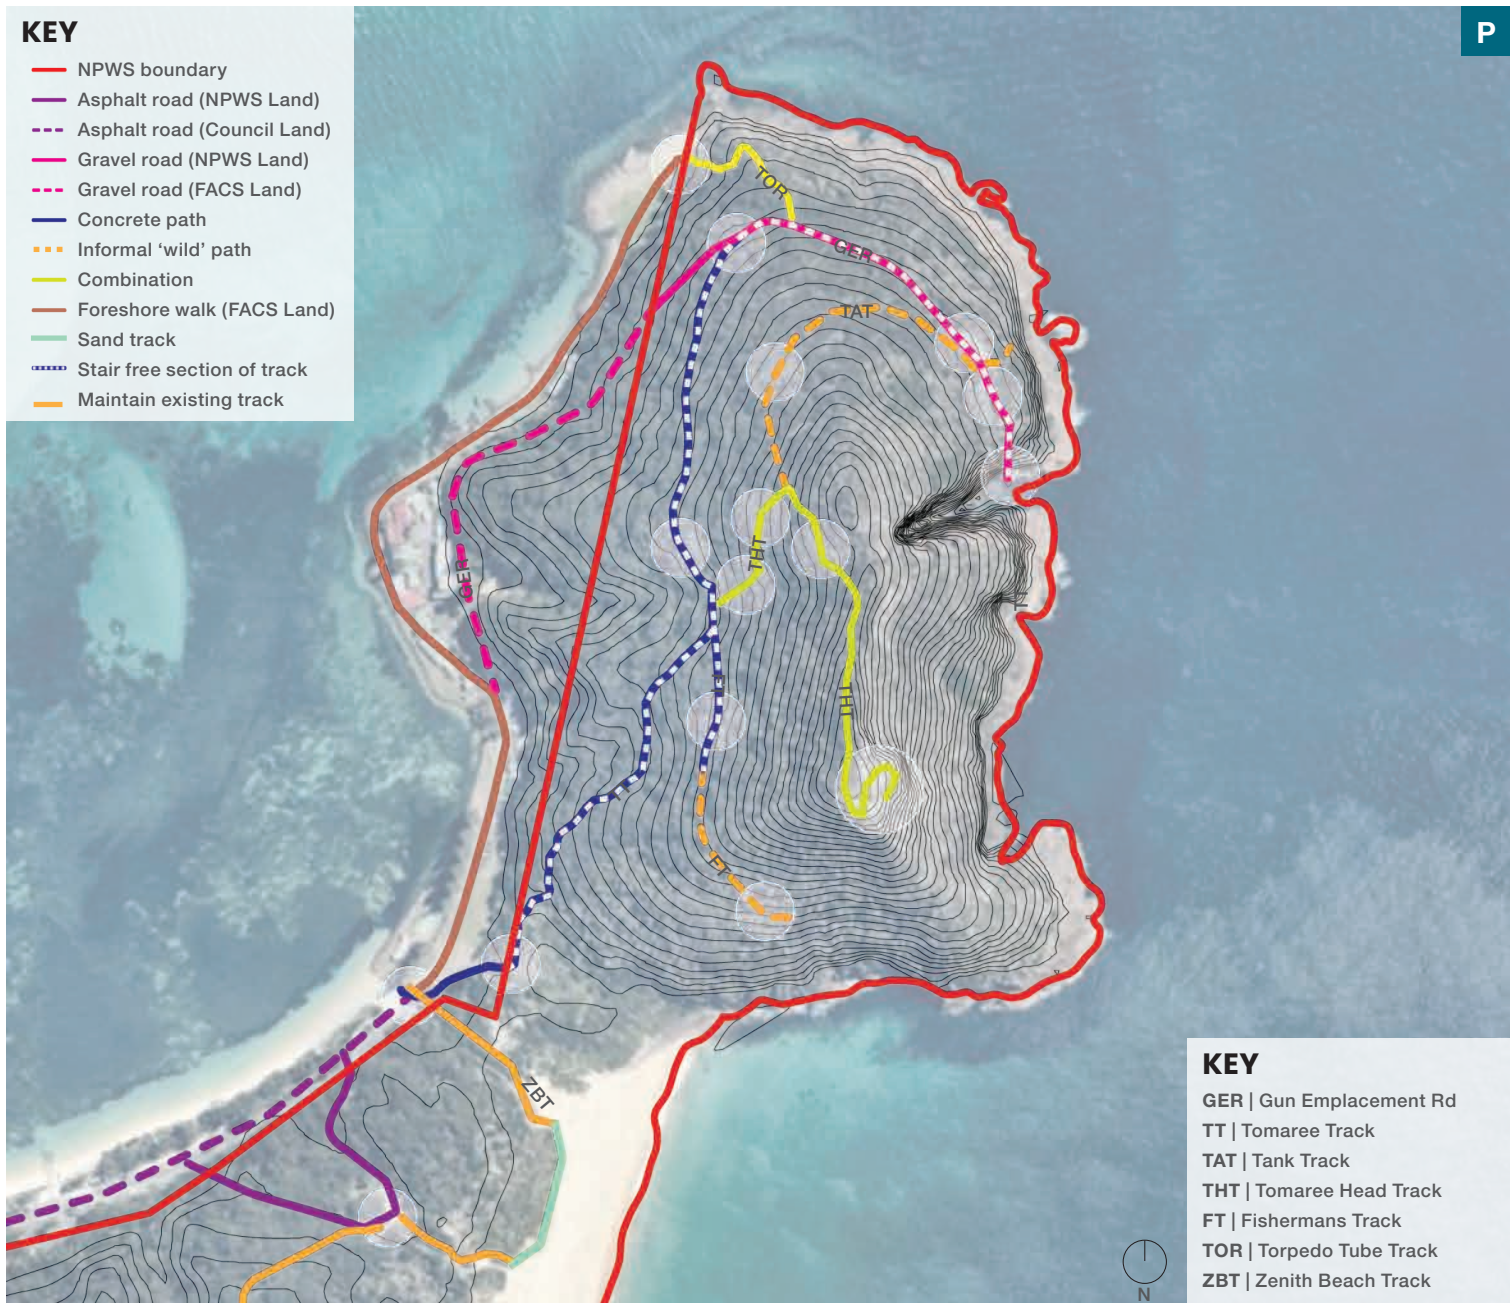 KEY
NPWS boundary
Asphalt road (NPWS Land)
Asphalt road (Council Land)
Gravel road (NPWS Land)
Gravel road (FACS Land)
Concrete path
Informal ‘wild’ path
Combination
Foreshore walk (FACS Land)
Sand track
Stair free section of track
Maintain existing track
P
TOR
GER
TAT
THT
GER
TT
FT
THT
TT
FT
ZBT
KEY
GER | Gun Emplacement Rd
TT | Tomaree Track
TAT | Tank Track
THT | Tomaree Head Track
FT | Fishermans Track
TOR | Torpedo Tube Track
ZBT | Zenith Beach Track
N